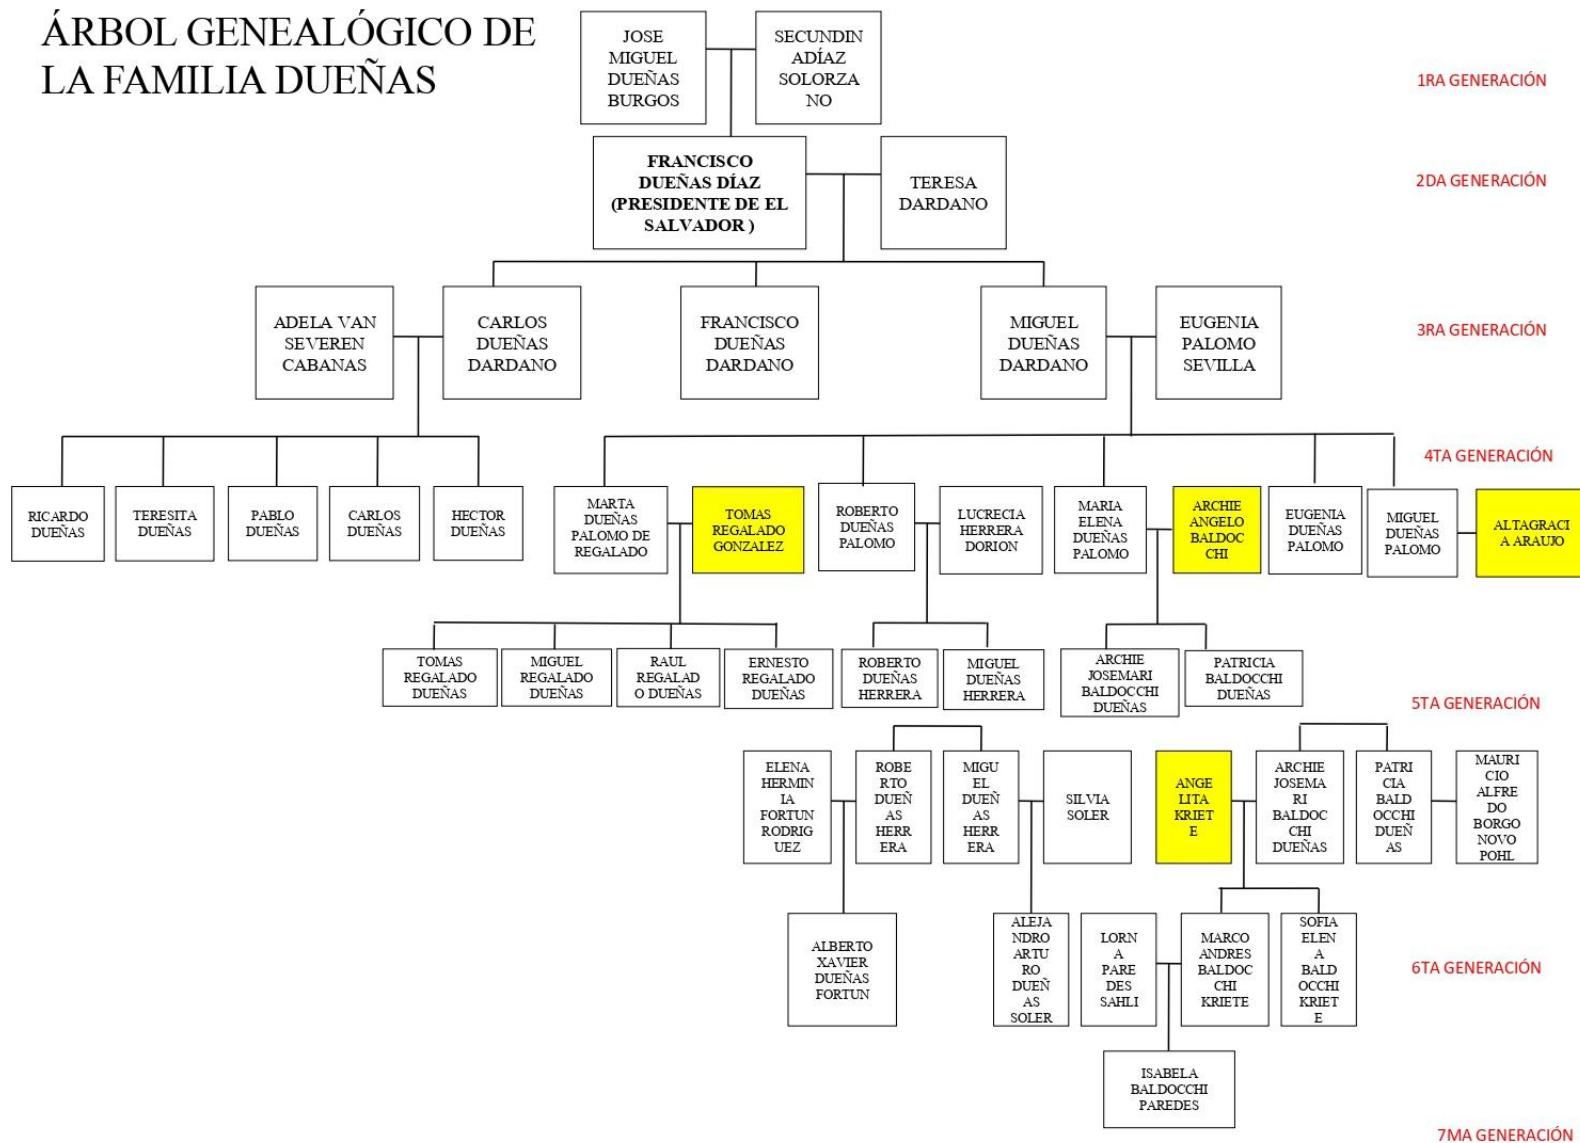 ÁRBOL GENEALÓGICO DE
LA FAMILIA DUEÑAS
JOSE
MIGUEL
DUEÑAS
BURGOS
SECUNDIN
ADÍAZ
SOLORZA
NO
1RA GENERACIÓN
FRANCISCO
DUEÑAS DÍAZ
(PRESIDENTE DE EL
SALVADOR )
TERESA
DARDANO
2DA GENERACIÓN
ADELA VAN
SEVEREN
CABANAS
CARLOS
DUEÑAS
DARDANO
FRANCISCO
DUEÑAS
DARDANO
MIGUEL
DUEÑAS
DARDANO
EUGENIA
PALOMO
SEVILLA
3RA GENERACIÓN
4TA GENERACIÓN
RICARDO
DUEÑAS
TERESITA
DUEÑAS
PABLO
DUEÑAS
CARLOS
DUEÑAS
HECTOR
DUEÑAS
MARTA
DUEÑAS
PALOMO DE
REGALADO
TOMAS
REGALADO
GONZALEZ
ROBERTO
DUEÑAS
PALOMO
LUCRECIA
HERRERA
DORION
MARIA
ELENA
DUEÑAS
PALOMO
ARCHIE
ANGELO
BALDOC
CHI
EUGENIA
DUEÑAS
PALOMO
MIGUEL
DUEÑAS
PALOMO
ALTAGRACI
A ARAUJO
TOMAS
REGALADO
DUEÑAS
MIGUEL
REGALADO
DUEÑAS
RAUL
REGALAD
O DUEÑAS
ERNESTO
REGALADO
DUEÑAS
ROBERTO
DUEÑAS
HERRERA
MIGUEL
DUEÑAS
HERRERA
ARCHIE
JOSEMARI
BALDOCCHI
DUEÑAS
PATRICIA
BALDOCCHI
DUEÑAS
5TA GENERACIÓN
ELENA
HERMIN
IA
FORTUN
RODRIG
UEZ
ROBE
RTO
DUEÑ
AS
HERR
ERA
MIGU
EL
DUEÑ
AS
HERR
ERA
SILVIA
SOLER
ANGE
LITA
KRIET
E
ARCHIE
JOSEMA
RI
BALDOC
CHI
DUEÑAS
PATRI
CIA
BALD
OCCHI
DUEÑ
AS
MAURI
CIO
ALFRE
DO
BORGO
NOVO
POHL
ALBERTO
XAVIER
DUEÑAS
FORTUN
ALEJA
NDRO
ARTU
RO
DUEÑ
AS
SOLER
LORN
A
PARE
DES
SAHLI
MARCO
ANDRES
BALDOC
CHI
KRIETE
SOFIA
ELEN
A
BALD
OCCHI
KRIET
E
6TA GENERACIÓN
ISABELA
BALDOCCHI
PAREDES
7MA GENERACIÓN